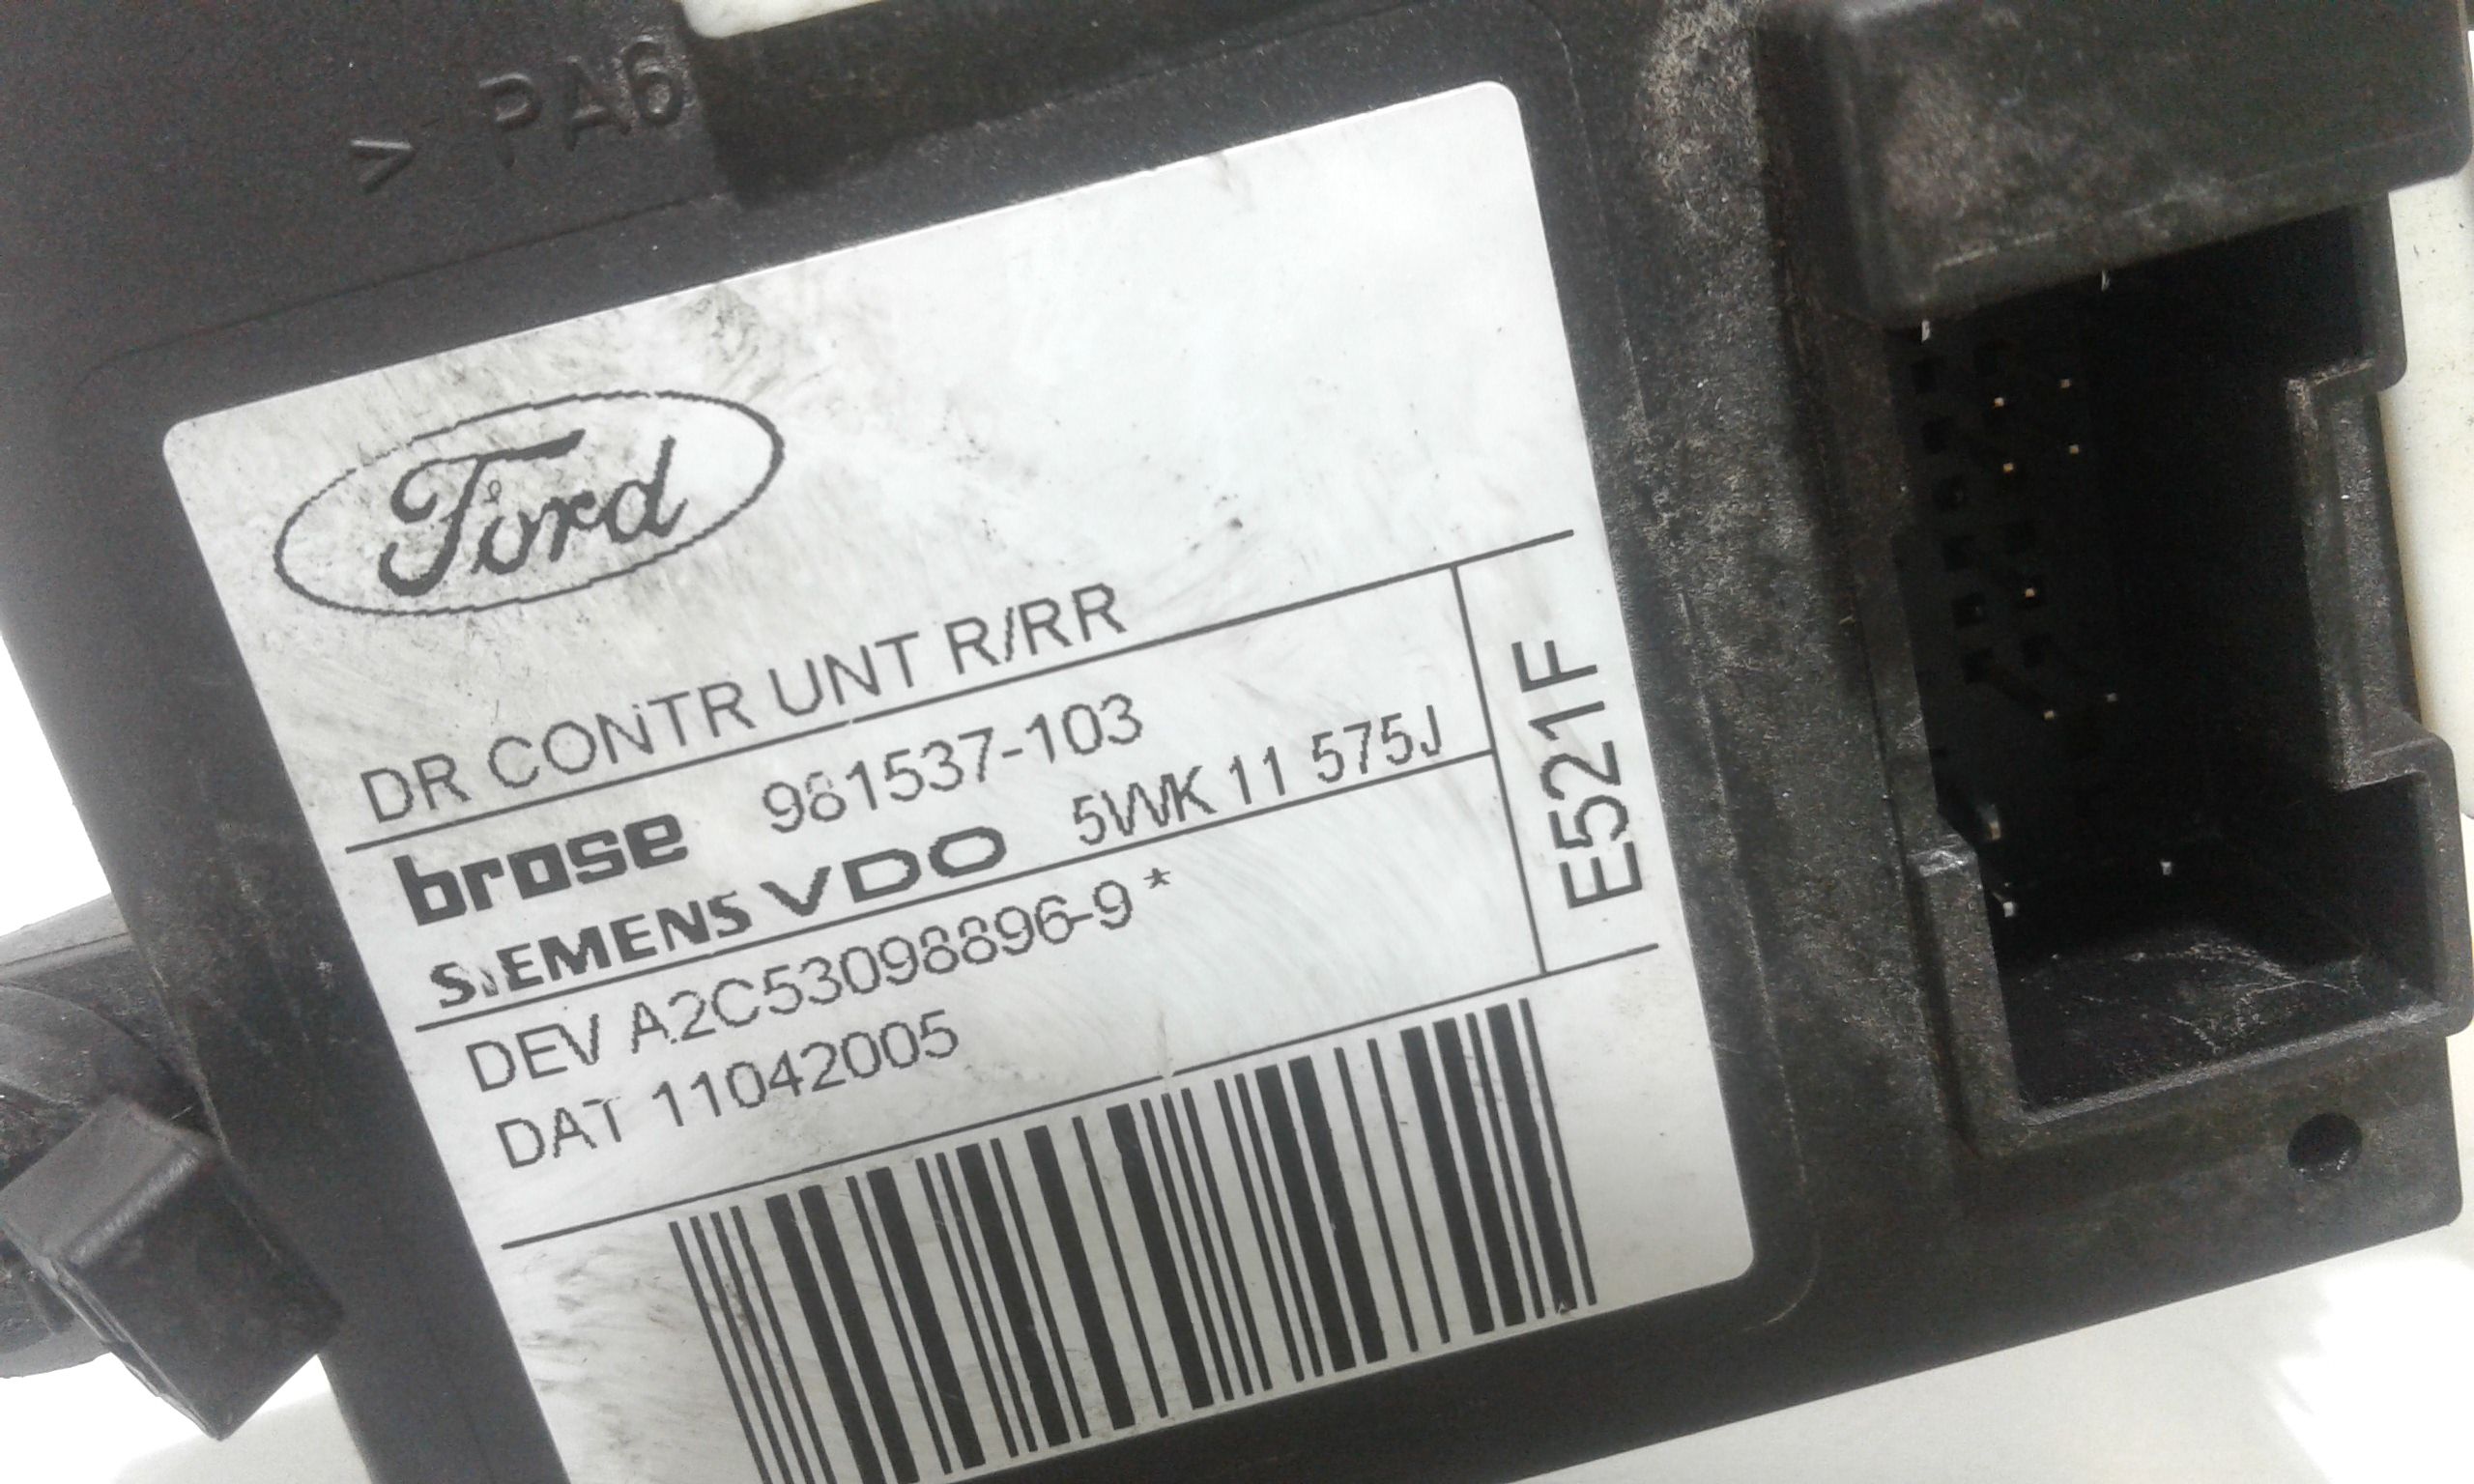 > PA6
Ford
DR CONTR UNT R/RR
brose 981537-103
SIEMENS VDO 5WK 11 575J
E521F
DEV A2C53098896-9 *
DAT 11042005